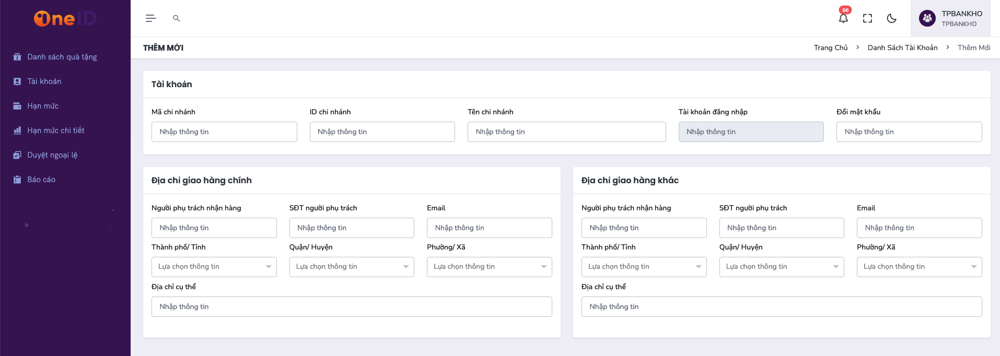 OneID
86
TPBANKHO
TPBANKHO
THÊM MỚI
Trang Chủ > Danh Sách Tài Khoản > Thêm Mới
Danh sách quà tặng
Tài khoản
Hạn mức
Hạn mức chi tiết
Duyệt ngoại lệ
Báo cáo
Tài khoản
Mã chi nhánh ID chi nhánh Tên chi nhánh Tài khoản đăng nhập Đổi mật khẩu
Nhập thông tin Nhập thông tin Nhập thông tin Nhập thông tin Nhập thông tin
Địa chỉ giao hàng chính
Người phụ trách nhận hàng SĐT người phụ trách Email
Nhập thông tin Nhập thông tin Nhập thông tin
Thành phố/ Tỉnh Quận/ Huyện Phường/ Xã
Lựa chọn thông tin Lựa chọn thông tin Lựa chọn thông tin
Địa chỉ cụ thể
Nhập thông tin
Địa chỉ giao hàng khác
Người phụ trách nhận hàng SĐT người phụ trách Email
Nhập thông tin Nhập thông tin Nhập thông tin
Thành phố/ Tỉnh Quận/ Huyện Phường/ Xã
Lựa chọn thông tin Lựa chọn thông tin Lựa chọn thông tin
Địa chỉ cụ thể
Nhập thông tin